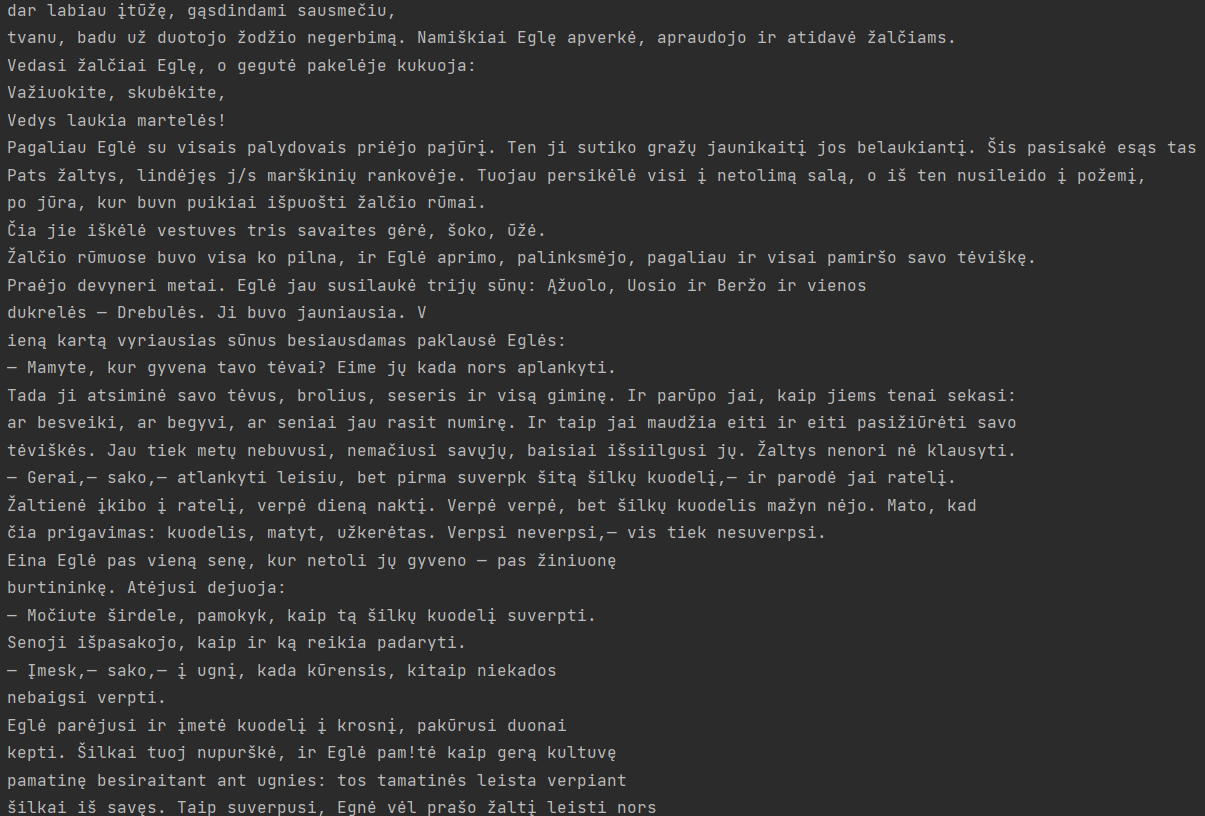 dar labiau įtūžę, gąsdindami sausmečiu,
tvanu, badu už duotojo žodžio negerbimą. Namiškiai Eglę apverkė, apraudojo ir atidavė žalčiams.
Vedasi žalčiai Eglę, o gegutė pakelėje kukuoja:
Važiuokite, skubėkite,
Vedys laukia martelės!
Pagaliau Eglė su visais palydovais priėjo pajūrį. Ten ji sutiko gražų jaunikaitį jos belaukiantį. Šis pasisakė esąs tas
Pats žaltys, lindėjęs j/s marškinių rankovėje. Tuojau persikėlė visi į netolimą salą, o iš ten nusileido į požemį,
po jūra, kur buvn puikiai išpuošti žalčio rūmai.
Čia jie iškėlė vestuves tris savaites gėrė, šoko, ūžė.
Žalčio rūmuose buvo visa ko pilna, ir Eglė aprimo, palinksmėjo, pagaliau ir visai pamiršo savo tėviškę.
Praėjo devyneri metai. Eglė jau susilaukė trijų sūnų: Ąžuolo, Uosio ir Beržo ir vienos
dukrelės — Drebulės. Ji buvo jauniausia. V
ieną kartą vyriausias sūnus besiausdamas paklausė Eglės:
— Mamyte, kur gyvena tavo tėvai? Eime jų kada nors aplankyti.
Tada ji atsiminė savo tėvus, brolius, seseris ir visą giminę. Ir parūpo jai, kaip jiems tenai sekasi:
ar besveiki, ar begyvi, ar seniai jau rasit numirę. Ir taip jai maudžia eiti ir eiti pasižiūrėti savo
tėviškės. Jau tiek metų nebuvusi, nemačiusi savųjų, baisiai išsiilgusi jų. Žaltys nenori nė klausyti.
— Gerai,— sako,— atlankyti leisiu, bet pirma suverpk šitą šilkų kuodelį,— ir parodė jai ratelį.
Žaltienė įkibo į ratelį, verpė dieną naktį. Verpė verpė, bet šilkų kuodelis mažyn nėjo. Mato, kad
čia prigavimas: kuodelis, matyt, užkerėtas. Verpsi neverpsi,— vis tiek nesuverpsi.
Eina Eglė pas vieną senę, kur netoli jų gyveno — pas žiniuonę
burtininkę. Atėjusi dejuoja:
— Močiute širdele, pamokyk, kaip tą šilkų kuodelį suverpti.
Senoji išpasakojo, kaip ir ką reikia padaryti.
— Įmesk,— sako,— į ugnį, kada kūrensis, kitaip niekados
nebaigsi verpti.
Eglė parėjusi ir įmetė kuodelį į krosnį, pakūrusi duonai
kepti. Šilkai tuoj nupurškė, ir Eglė pam!tė kaip gerą kultuvę
pamatinę besiraitant ant ugnies: tos tamatinės leista verpiant
šilkai iš savęs. Taip suverpusi, Egnė vėl prašo žaltį leisti nors